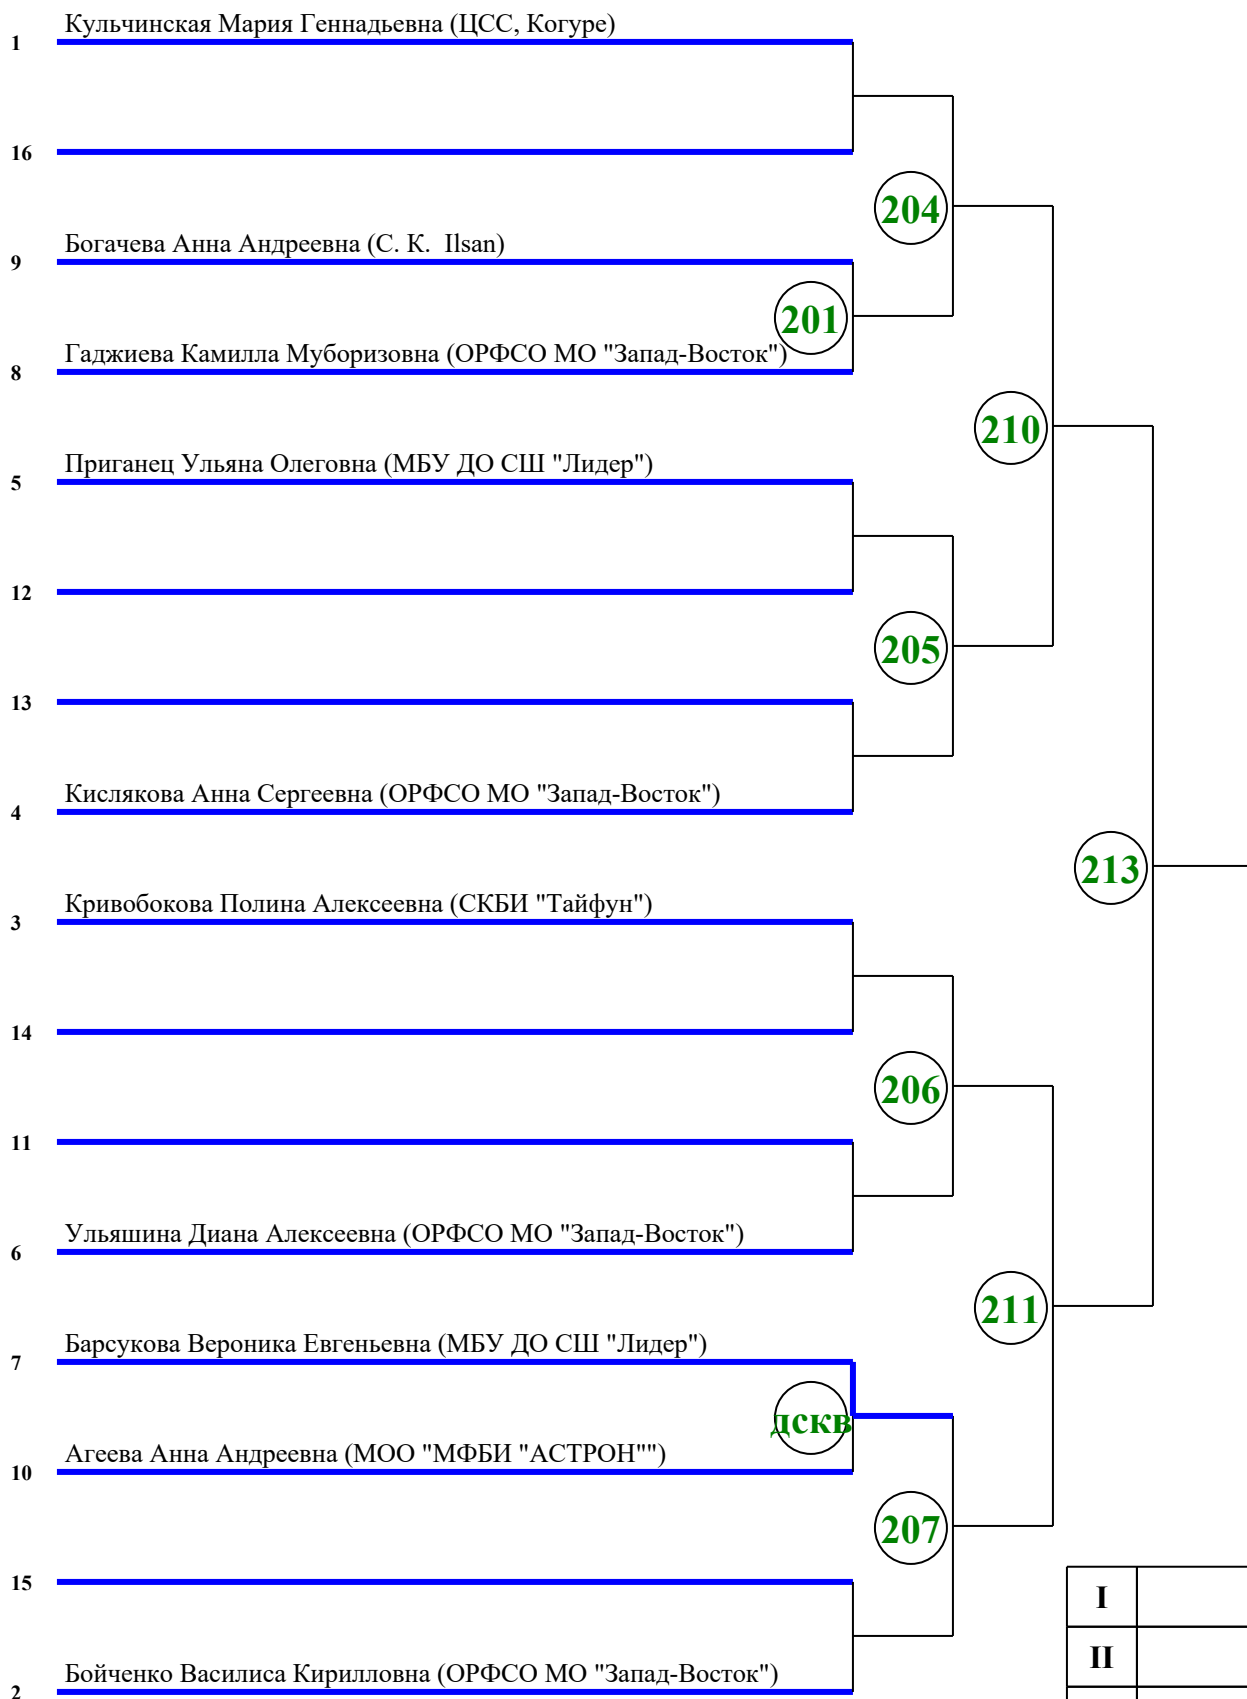 Кульчинская Мария Геннадьевна (ЦСС, Когуре)
1
16
204
Богачева Анна Андреевна (С. К.  Ilsan)
9
201
Гаджиева Камилла Муборизовна (ОРФСО МО "Запад-Восток")
8
210
Приганец Ульяна Олеговна (МБУ ДО СШ "Лидер")
5
12
205
13
Кислякова Анна Сергеевна (ОРФСО МО "Запад-Восток")
4
213
Кривобокова Полина Алексеевна (СКБИ "Тайфун")
3
14
206
11
Ульяшина Диана Алексеевна (ОРФСО МО "Запад-Восток")
6
211
Барсукова Вероника Евгеньевна (МБУ ДО СШ "Лидер")
7
дскв
Агеева Анна Андреевна (МОО "МФБИ "АСТРОН"")
10
207
15
I
II
Бойченко Василиса Кирилловна (ОРФСО МО "Запад-Восток")
2